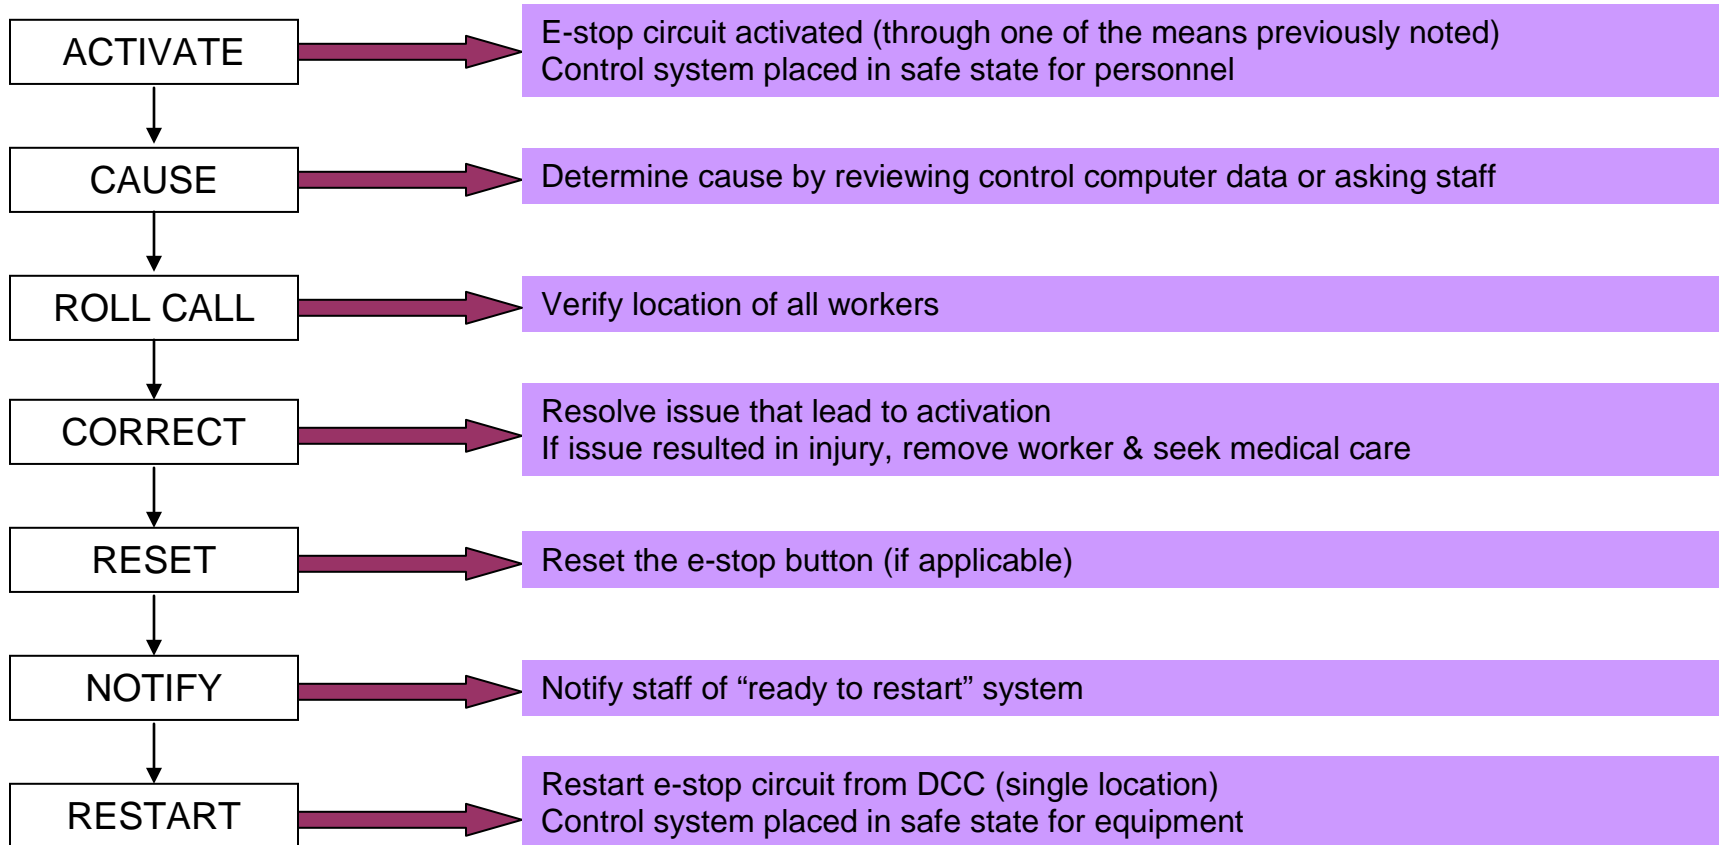 ACTIVATE
E-stop circuit activated (through one of the means previously noted)
Control system placed in safe state for personnel
CAUSE
Determine cause by reviewing control computer data or asking staff
ROLL CALL
Verify location of all workers
CORRECT
Resolve issue that lead to activation
If issue resulted in injury, remove worker & seek medical care
RESET
Reset the e-stop button (if applicable)
NOTIFY
Notify staff of “ready to restart” system
RESTART
Restart e-stop circuit from DCC (single location)
Control system placed in safe state for equipment